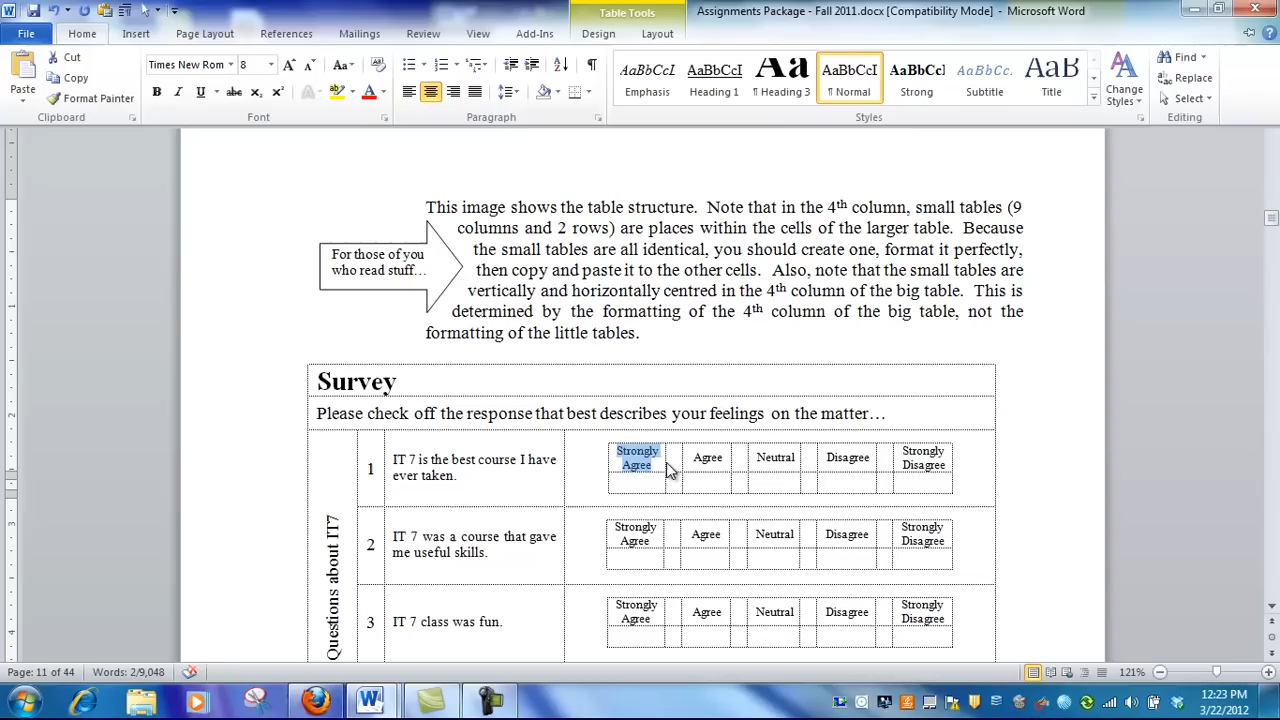 Table Tools
Assignments Package - Fall 2011.docx [Compatibility Mode] - Microsoft Word
File Home Insert Page Layout References Mailings Review View Add-Ins Design Layout
Paste
Cut
Copy
Format Painter
Clipboard
Times New Rom 8
Font
Paragraph
AaBbCcI AaBbCcI Aa AaBbCcI AaBbCc AaBbCcI AaB
Emphasis Heading 1 ¶ Heading 3 ¶ Normal Strong Subtitle Title
Change Styles
Styles
Find
Replace
Select
Editing
This image shows the table structure. Note that in the 4th column, small tables (9
columns and 2 rows) are places within the cells of the larger table. Because
the small tables are all identical, you should create one, format it perfectly,
then copy and paste it to the other cells. Also, note that the small tables are
vertically and horizontally centred in the 4th column of the big table. This is
determined by the formatting of the 4th column of the big table, not the
formatting of the little tables.
For those of you
who read stuff...
Survey
Please check off the response that best describes your feelings on the matter...
Questions about IT7
1
IT 7 is the best course I have
ever taken.
Strongly Agree Agree Neutral Disagree Strongly Disagree
2
IT 7 was a course that gave
me useful skills.
Strongly Agree Agree Neutral Disagree Strongly Disagree
3
IT 7 class was fun.
Strongly Agree Agree Neutral Disagree Strongly Disagree
Page: 11 of 44 Words: 2/9,048 121%
12:23 PM
3/22/2012